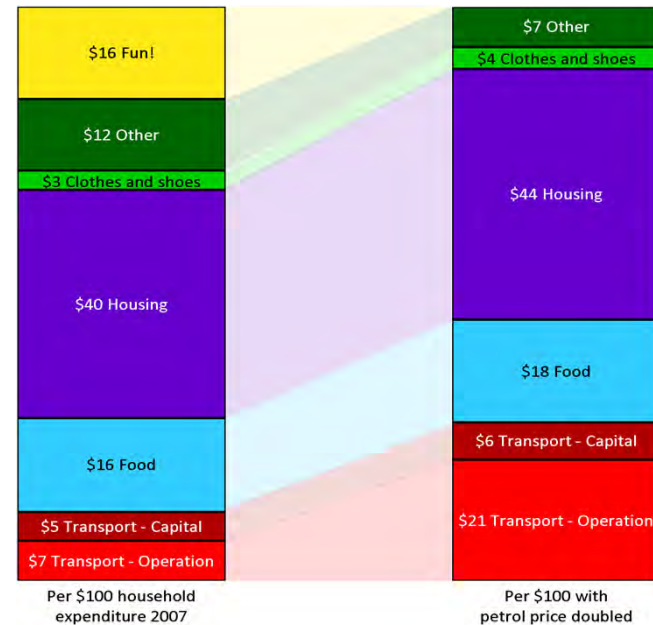 $16 Fun!
$12 Other
$3 Clothes and shoes
$40 Housing
$16 Food
$5 Transport - Capital
$7 Transport - Operation
Per $100 household
expenditure 2007
$7 Other
$4 Clothes and shoes
$44 Housing
$18 Food
$6 Transport - Capital
$21 Transport - Operation
Per $100 with
petrol price doubled